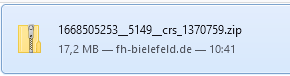 1668505253__5149__crs_1370759.zip
17,2 MB — fh-bielefeld.de — 10:41